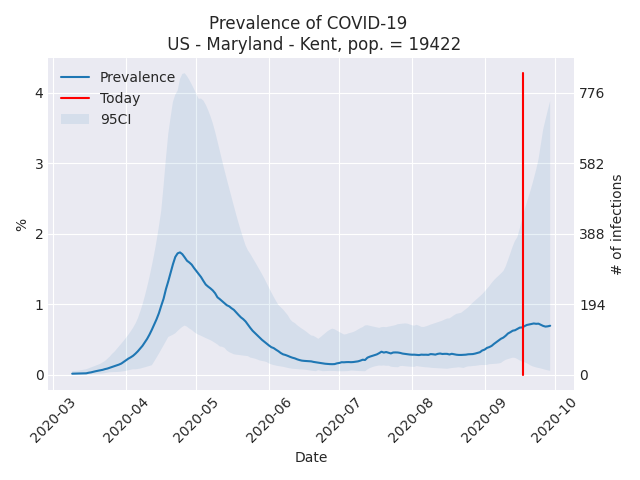 Prevalence of COVID-19
US - Maryland - Kent, pop. = 19422
Prevalence
Today
95CI
4
3
2
1
0
%
776
582
388
194
0
# of infections
2020-03
2020-04
2020-05
2020-06
2020-07
2020-08
2020-09
2020-10
Date